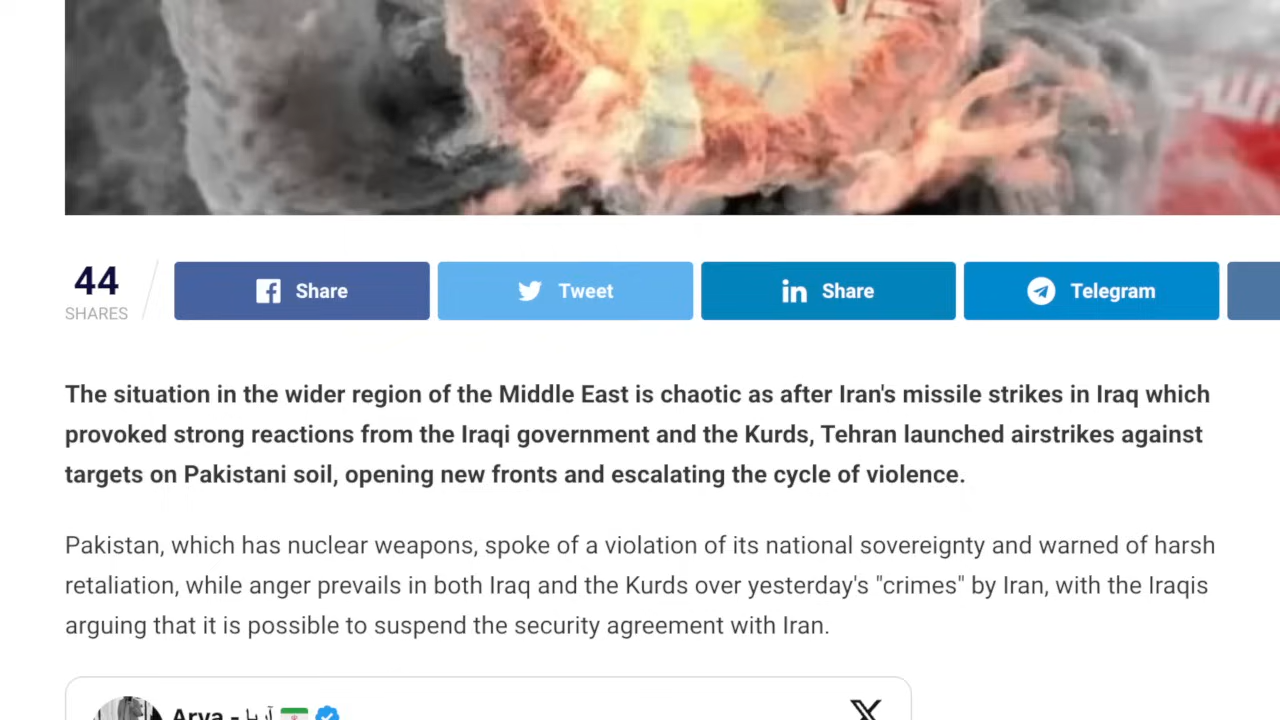 44
SHARES
Share
Tweet
Share
Telegram
The situation in the wider region of the Middle East is chaotic as after Iran's missile strikes in Iraq which
provoked strong reactions from the Iraqi government and the Kurds, Tehran launched airstrikes against
targets on Pakistani soil, opening new fronts and escalating the cycle of violence.
Pakistan, which has nuclear weapons, spoke of a violation of its national sovereignty and warned of harsh
retaliation, while anger prevails in both Iraq and the Kurds over yesterday's "crimes" by Iran, with the Iraqis
arguing that it is possible to suspend the security agreement with Iran.
Arya - آریا